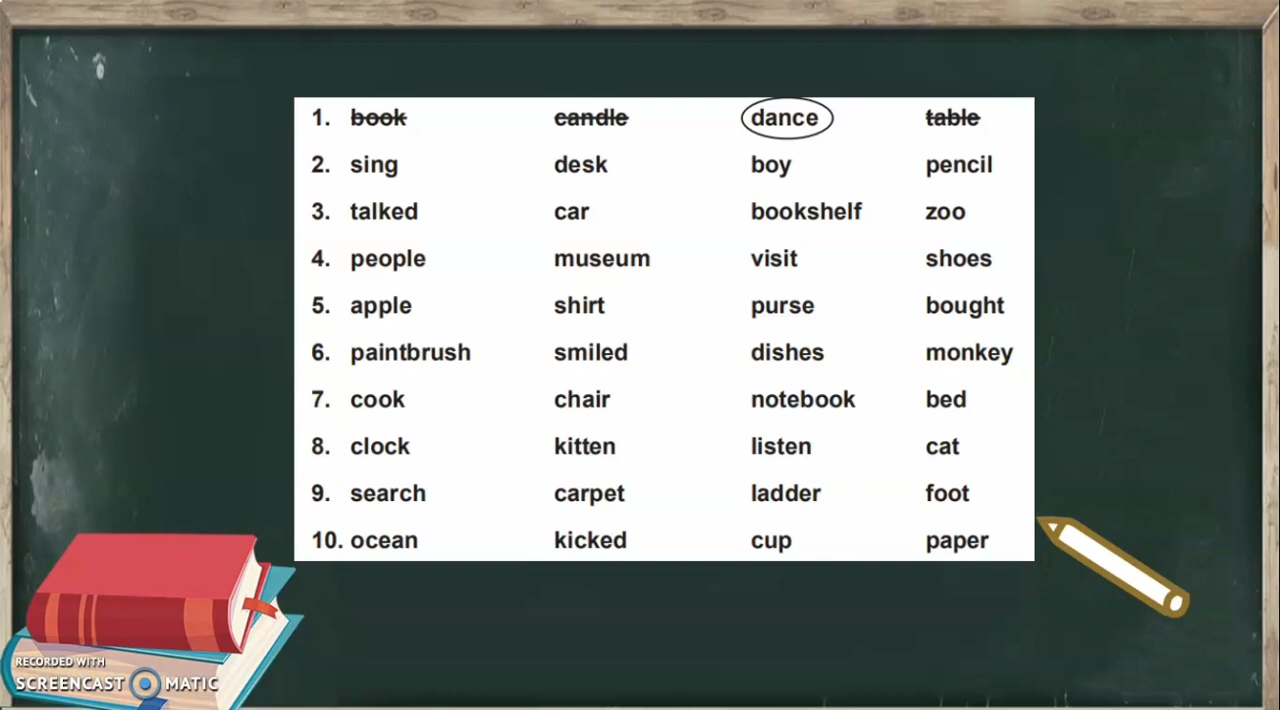 1. book candle dance table
2. sing desk boy pencil
3. talked car bookshelf zoo
4. people museum visit shoes
5. apple shirt purse bought
6. paintbrush smiled dishes monkey
7. cook chair notebook bed
8. clock kitten listen cat
9. search carpet ladder foot
10. ocean kicked cup paper
RECORDED WITH
SCREENCAST MATIC